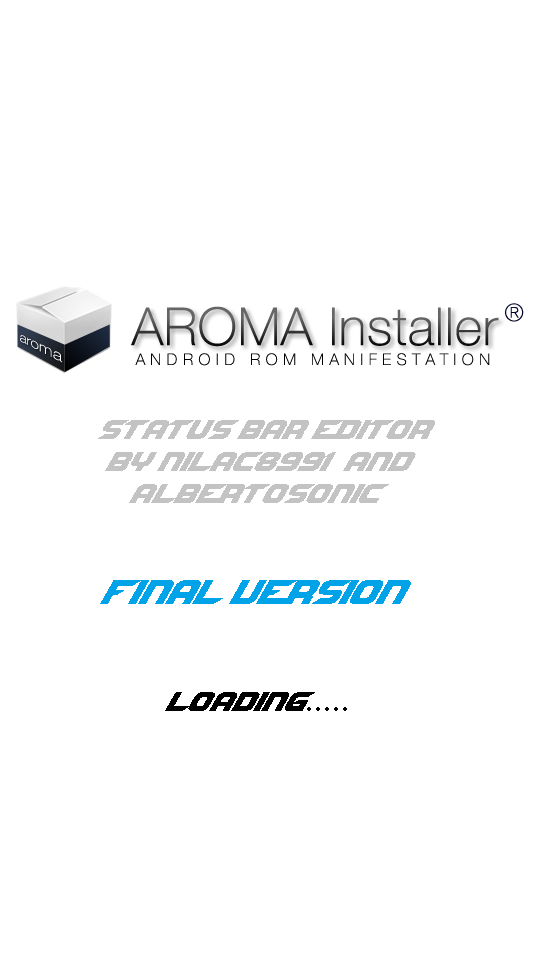 aroma
AROMA Installer®
ANDROID ROM MANIFESTATION
STATUS BAR EDITOR
BY NILAC8991 AND
ALBERTOSONIC
FINAL VERSION
LOADING.....